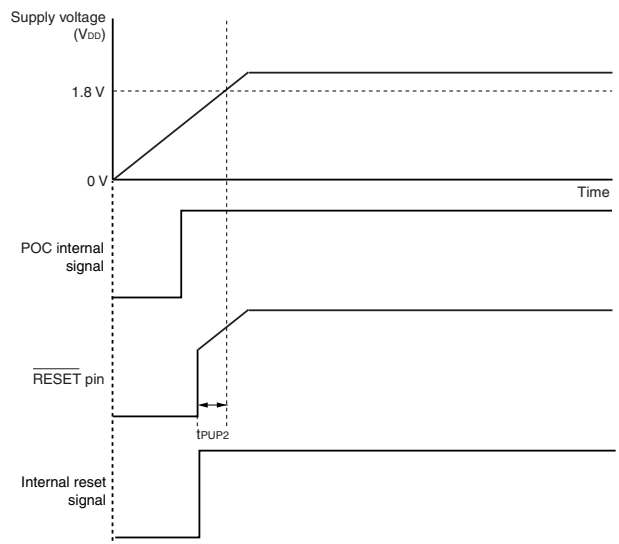 Supply voltage
(VDD)
1.8 V
0 V
Time
POC internal
signal
RESET pin
tPUP2
Internal reset
signal